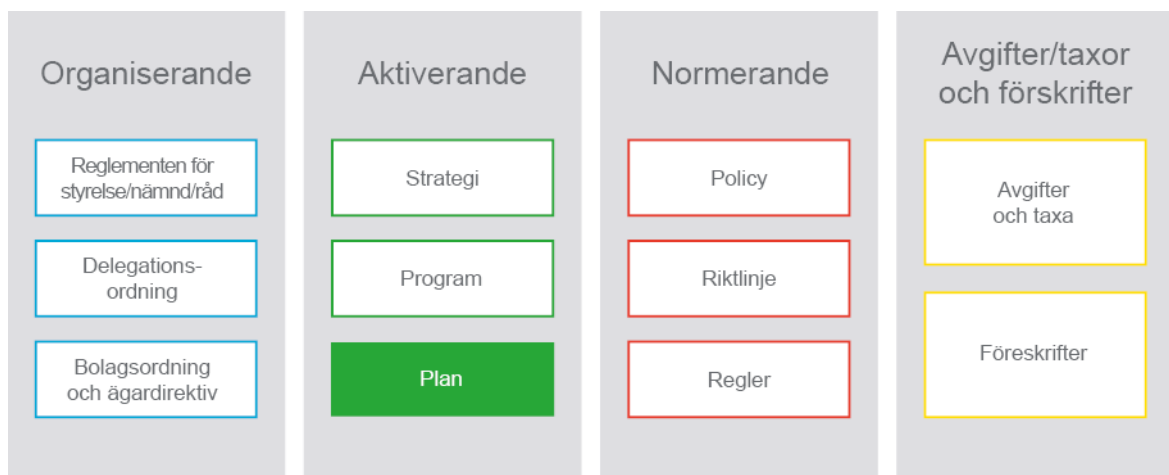 Organiserande
Reglementen för
styrelse/nämnd/råd
Delegations-
ordning
Bolagsordning
och ägardirektiv
Aktiverande
Strategi
Program
Plan
Normerande
Policy
Riktlinje
Regler
Avgifter/taxor
och förskrifter
Avgifter
och taxa
Föreskrifter